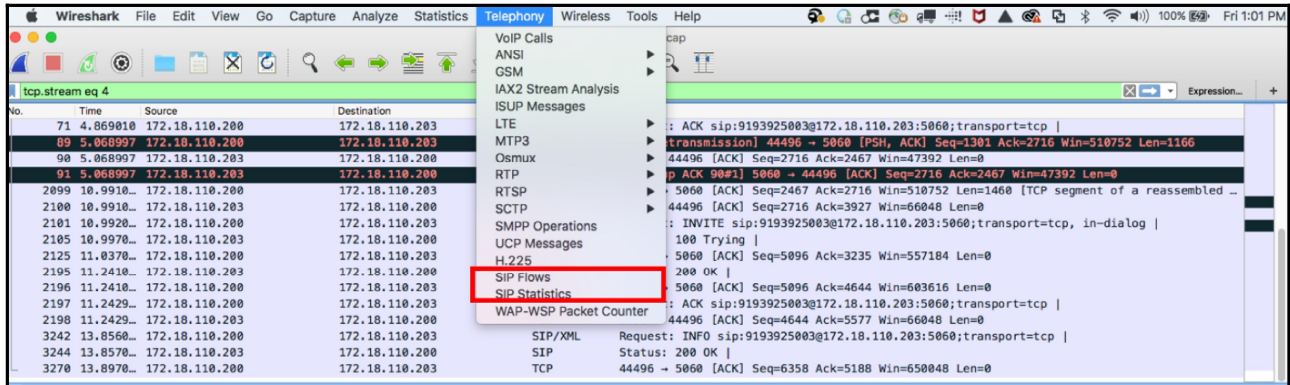 Wireshark File Edit View Go Capture Analyze Statistics Telephony Wireless Tools Help 100% Fri 1:01 PM
VoIP Calls
ANSI
GSM
IAX2 Stream Analysis
ISUP Messages
LTE
MTP3
Osmux
RTP
RTSP
SCTP
SMPP Operations
UCP Messages
H.225
SIP Flows
SIP Statistics
WAP-WSP Packet Counter
cap
tcp.stream eq 4 Expression... +
No. Time Source Destination
71 4.869010 172.18.110.200 172.18.110.203 : ACK sip:9193925003@172.18.110.203:5060;transport=tcp |
89 5.068997 172.18.110.200 172.18.110.203 etransmission] 44496 → 5060 [PSH, ACK] Seq=1301 Ack=2716 Win=510752 Len=1166
90 5.068997 172.18.110.203 172.18.110.200 44496 [ACK] Seq=2716 Ack=2467 Win=47392 Len=0
91 5.068997 172.18.110.203 172.18.110.200 p ACK 90#1] 5060 → 44496 [ACK] Seq=2716 Ack=2467 Win=47392 Len=0
2099 10.9910… 172.18.110.200 172.18.110.203 5060 [ACK] Seq=2467 Ack=2716 Win=510752 Len=1460 [TCP segment of a reassembled …
2100 10.9910… 172.18.110.203 172.18.110.200 44496 [ACK] Seq=2716 Ack=3927 Win=66048 Len=0
2101 10.9920… 172.18.110.200 172.18.110.203 : INVITE sip:9193925003@172.18.110.203:5060;transport=tcp, in-dialog |
2105 10.9970… 172.18.110.203 172.18.110.200 100 Trying |
2125 11.0370… 172.18.110.200 172.18.110.203 5060 [ACK] Seq=5096 Ack=3235 Win=557184 Len=0
2195 11.2410… 172.18.110.203 172.18.110.200 200 OK |
2196 11.2410… 172.18.110.200 172.18.110.203 5060 [ACK] Seq=5096 Ack=4644 Win=603616 Len=0
2197 11.2429… 172.18.110.200 172.18.110.203 : ACK sip:9193925003@172.18.110.203:5060;transport=tcp |
2198 11.2429… 172.18.110.203 172.18.110.200 44496 [ACK] Seq=4644 Ack=5577 Win=66048 Len=0
3242 13.8560… 172.18.110.200 172.18.110.203 SIP/XML Request: INFO sip:9193925003@172.18.110.203:5060;transport=tcp |
3244 13.8570… 172.18.110.203 172.18.110.200 SIP Status: 200 OK |
3270 13.8970… 172.18.110.200 172.18.110.203 TCP 44496 → 5060 [ACK] Seq=6358 Ack=5188 Win=650048 Len=0